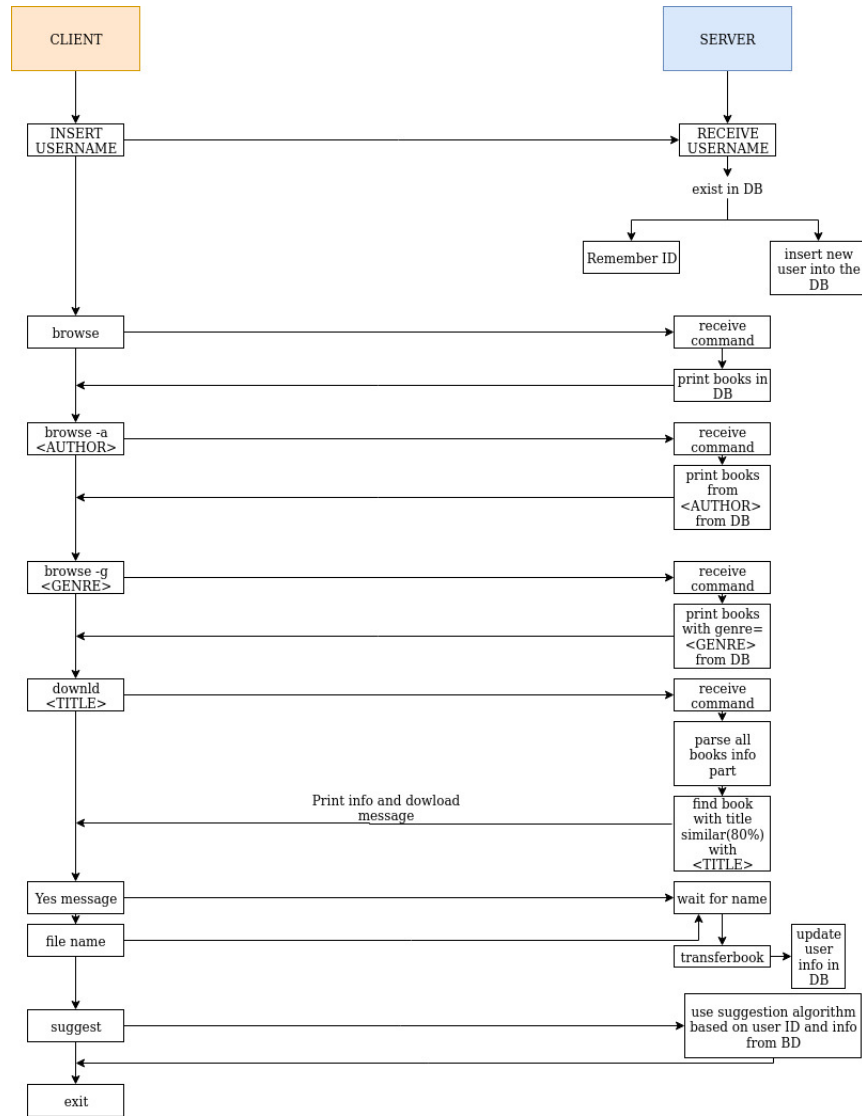 CLIENT
SERVER
INSERT
USERNAME
RECEIVE
USERNAME
exist in DB
Remember ID
insert new
user into the
DB
browse
receive
command
print books in
DB
browse -a
<AUTHOR>
receive
command
print books
from
<AUTHOR>
from DB
browse -g
<GENRE>
receive
command
print books
with genre=
<GENRE>
from DB
downld
<TITLE>
receive
command
parse all
books info
part
Print info and dowload
message
find book
with title
similar(80%)
with
<TITLE>
Yes message
wait for name
file name
transferbook
update
user
info in
DB
suggest
use suggestion algorithm
based on user ID and info
from BD
exit